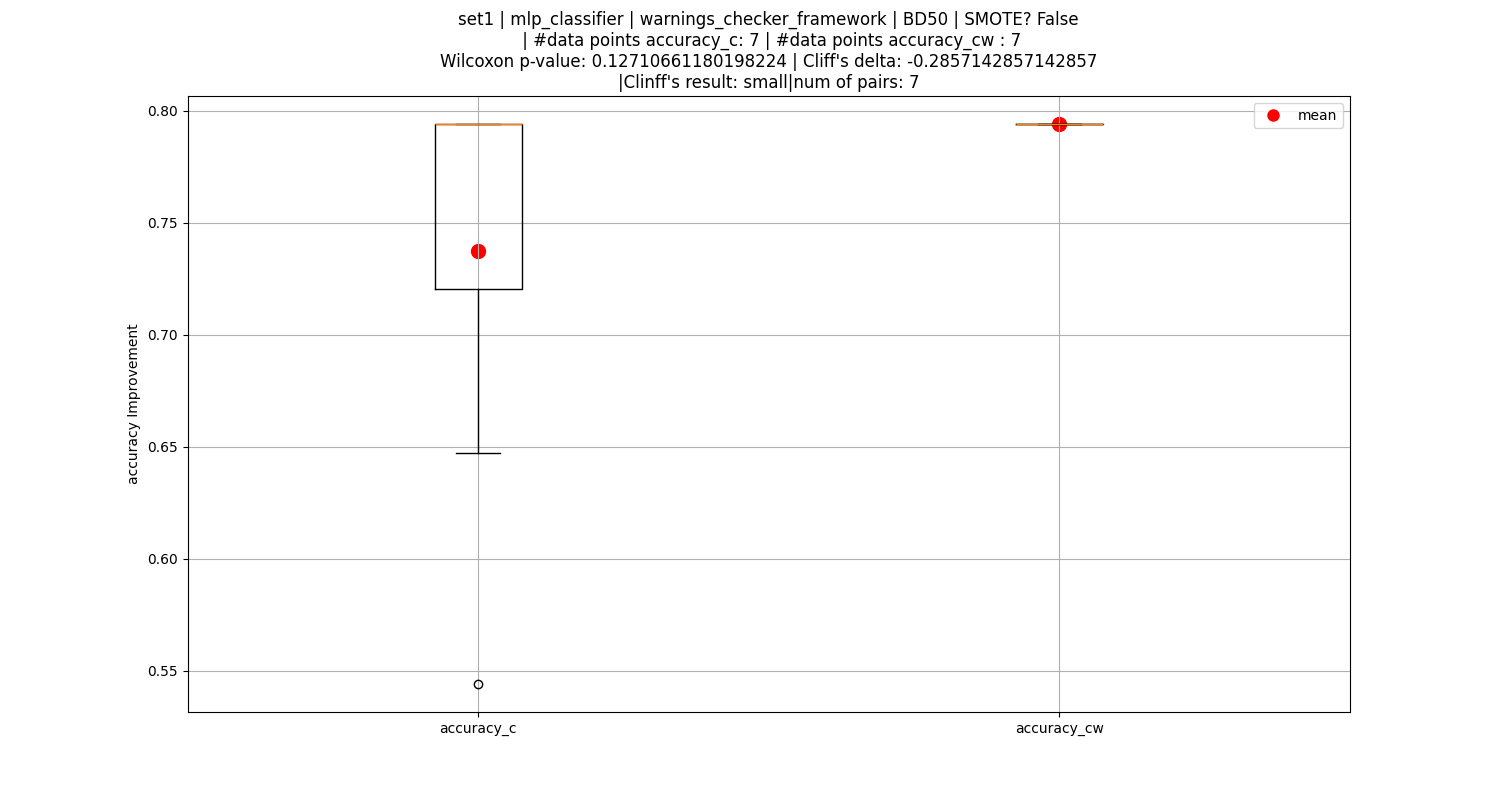 set1 | mlp_classifier | warnings_checker_framework | BD50 | SMOTE? False
| #data points accuracy_c: 7 | #data points accuracy_cw : 7
Wilcoxon p-value: 0.12710661180198224 | Cliff's delta: -0.2857142857142857
|Clinff's result: small|num of pairs: 7
mean
0.80
0.75
0.70
0.65
0.60
0.55
accuracy Improvement
accuracy_c
accuracy_cw